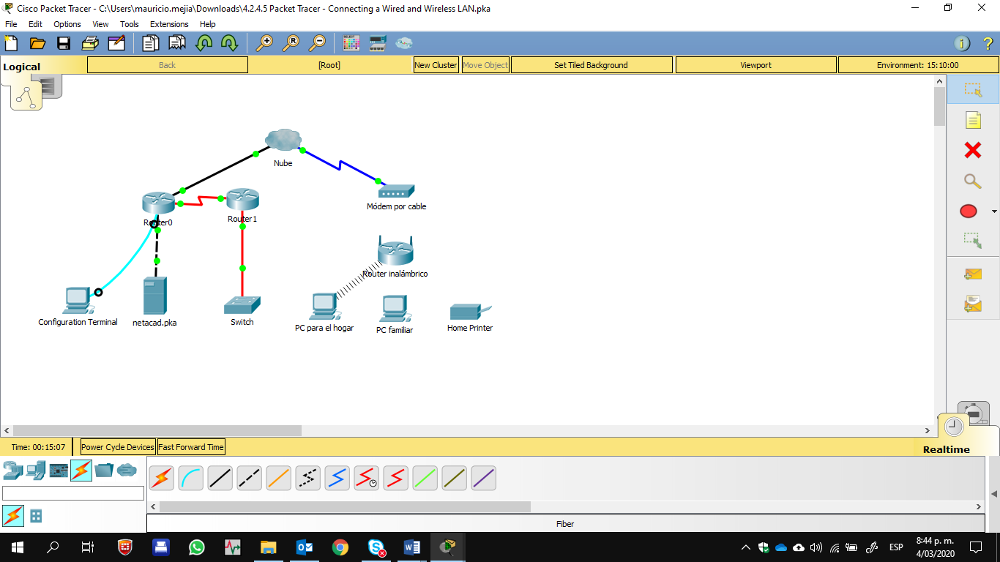 Cisco Packet Tracer - C:\Users\mauricio.mejia\Downloads\4.2.4.5 Packet Tracer - Connecting a Wired and Wireless LAN.pka
File Edit Options View Tools Extensions Help
Logical Back [Root] New Cluster Move Object Set Tiled Background Viewport Environment: 15:10:00
Nube
Módem por cable
Router0
Router1
Router inalámbrico
Configuration Terminal
netacad.pka
Switch
PC para el hogar
PC familiar
Home Printer
Time: 00:15:07 Power Cycle Devices Fast Forward Time
Realtime
Fiber
8:44 p. m.
ESP
4/03/2020